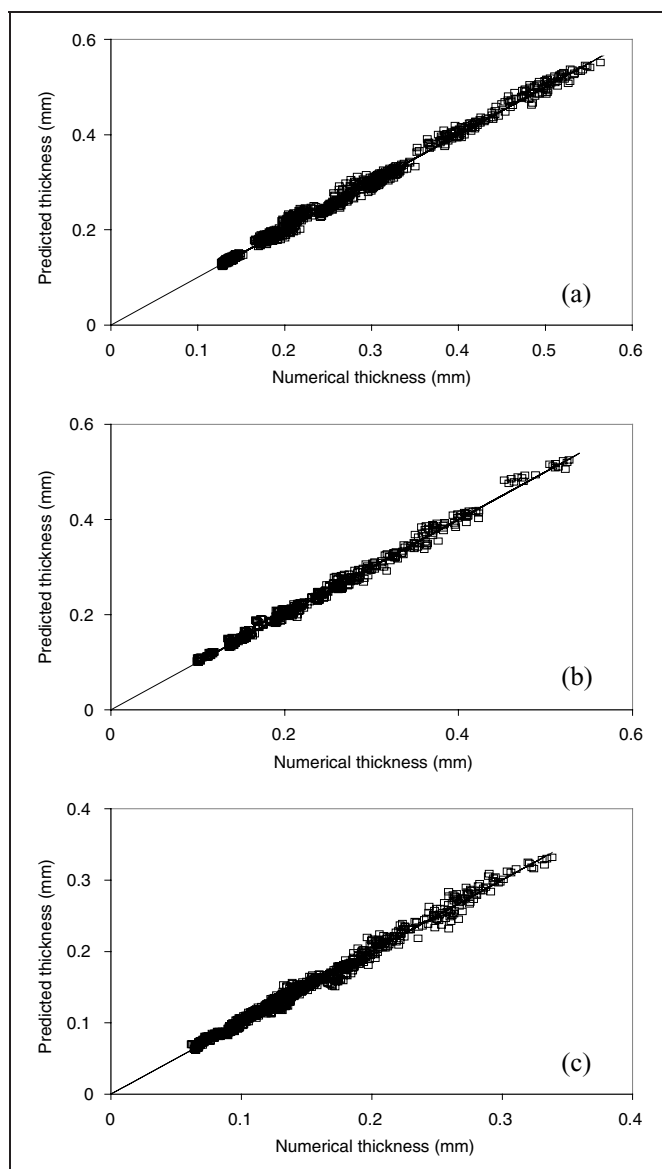 0.6
0.4
0.2
0
Predicted thickness (mm)
(a)
0 0.1 0.2 0.3 0.4 0.5 0.6
Numerical thickness (mm)
0.6
0.4
0.2
0
Predicted thickness (mm)
(b)
0 0.2 0.4 0.6
Numerical thickness (mm)
0.4
0.3
0.2
0.1
0
Predicted thickness (mm)
(c)
0 0.1 0.2 0.3 0.4
Numerical thickness (mm)